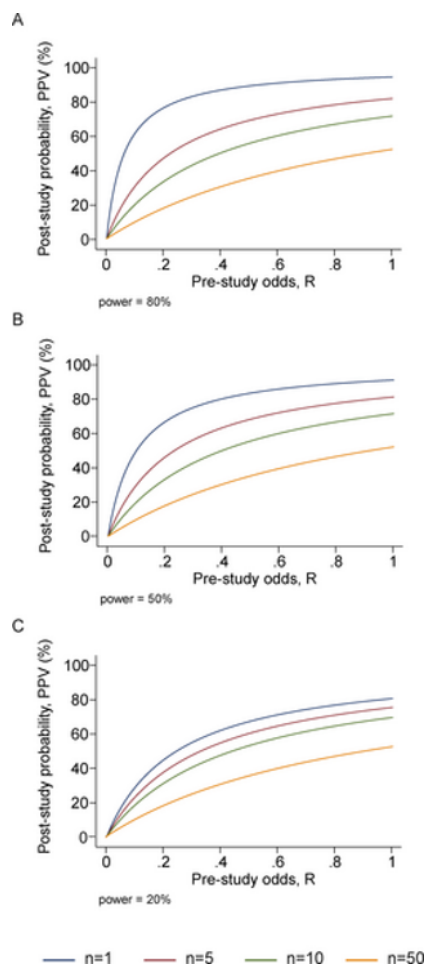 A
Post-study probability, PPV (%)
100
80
60
40
20
0
0 .2 .4 .6 .8 1
Pre-study odds, R
power = 80%
B
Post-study probability, PPV (%)
100
80
60
40
20
0
0 .2 .4 .6 .8 1
Pre-study odds, R
power = 50%
C
Post-study probability, PPV (%)
100
80
60
40
20
0
0 .2 .4 .6 .8 1
Pre-study odds, R
power = 20%
n=1 n=5 n=10 n=50